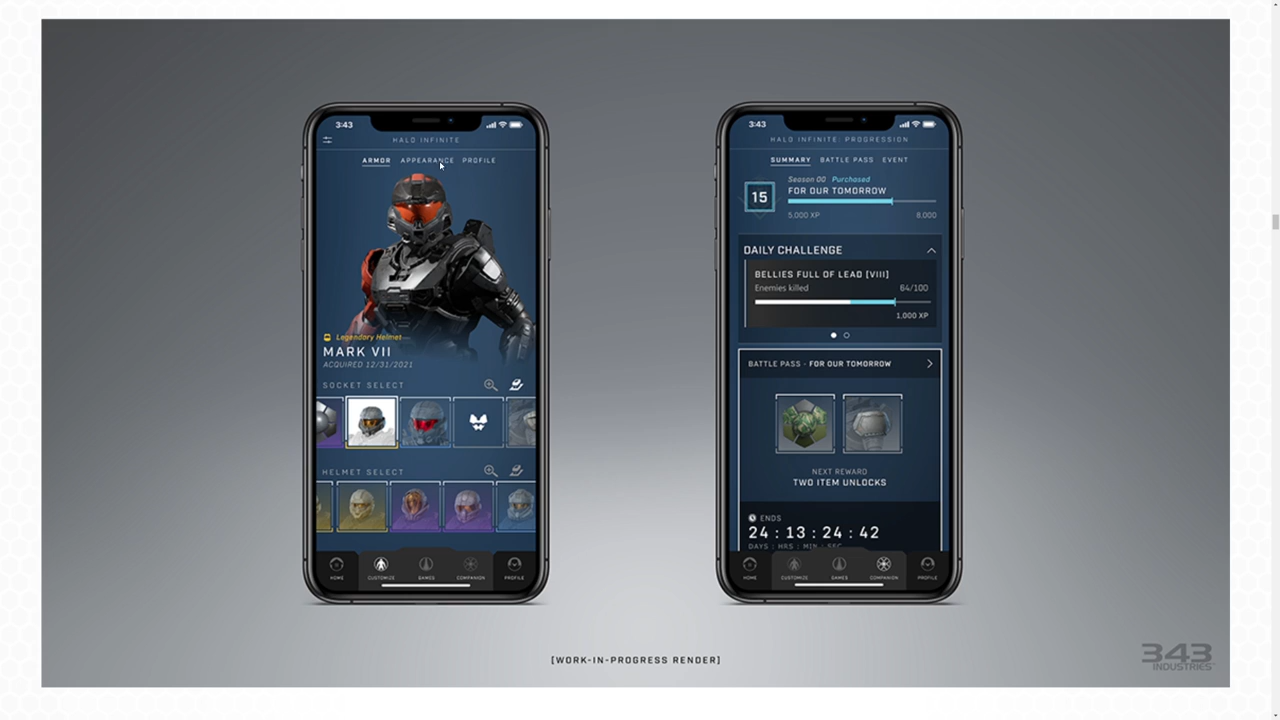 3:43
HALO INFINITE
ARMOR APPEARANCE PROFILE
Legendary Helmet
MARK VII
ACQUIRED 12/31/2021
SOCKET SELECT
HELMET SELECT
HOME CUSTOMIZE GAMES COMPANION PROFILE
3:43
HALO INFINITE: PROGRESSION
SUMMARY BATTLE PASS EVENT
15
Season 00 Purchased
FOR OUR TOMORROW
5,000 XP 8,000
DAILY CHALLENGE
BELLIES FULL OF LEAD [VIII]
Enemies killed 64/100
1,000 XP
BATTLE PASS - FOR OUR TOMORROW
NEXT REWARD
TWO ITEM UNLOCKS
ENDS
24 : 13 : 24 : 42
DAYS : HRS : MIN : SEC
HOME CUSTOMIZE GAMES COMPANION PROFILE
[WORK-IN-PROGRESS RENDER]
343
INDUSTRIES